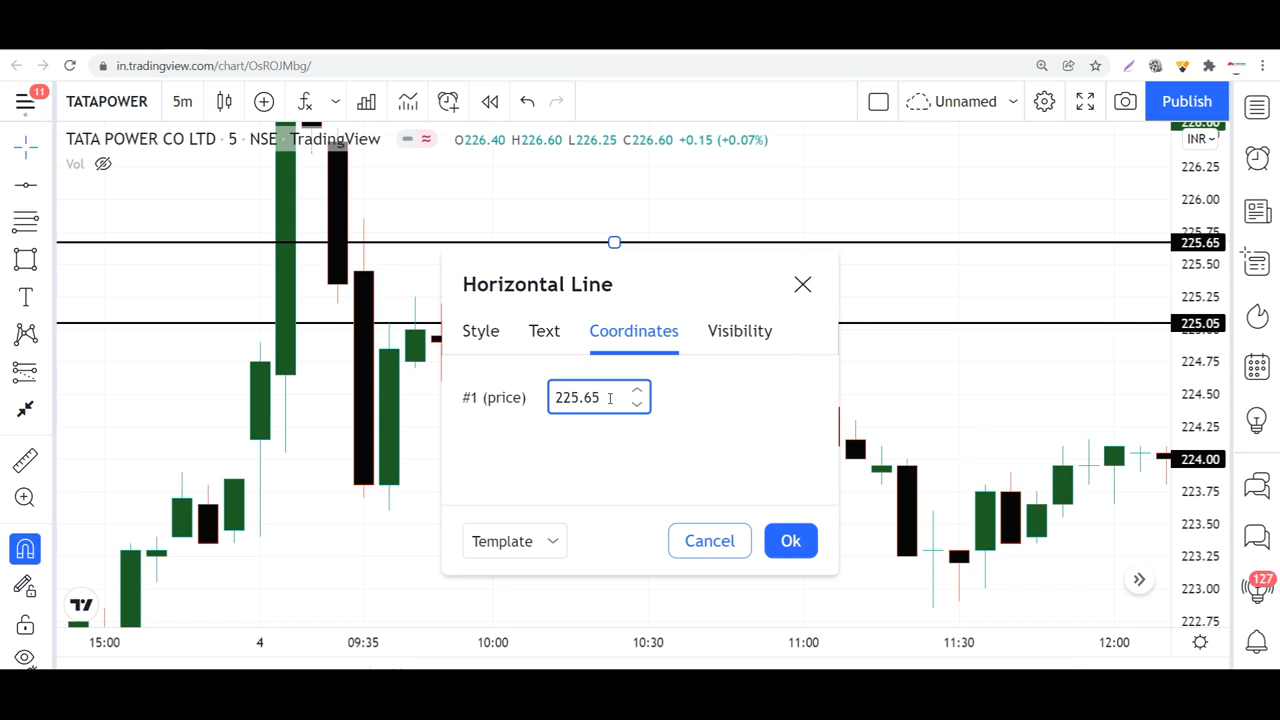 in.tradingview.com/chart/OsROJMbg/
11
TATAPOWER 5m Unnamed Publish
TATA POWER CO LTD · 5 · NSE · TradingView O226.40 H226.60 L226.25 C226.60 +0.15 (+0.07%)
INR
Vol
226.25
226.00
225.75
225.65
225.50
225.25
225.05
225.00
224.75
224.50
224.25
224.00
223.75
223.50
223.25
223.00
222.75
Horizontal Line
Style Text Coordinates Visibility
#1 (price) 225.65
Template Cancel Ok
127
15:00 4 09:35 10:00 10:30 11:00 11:30 12:00